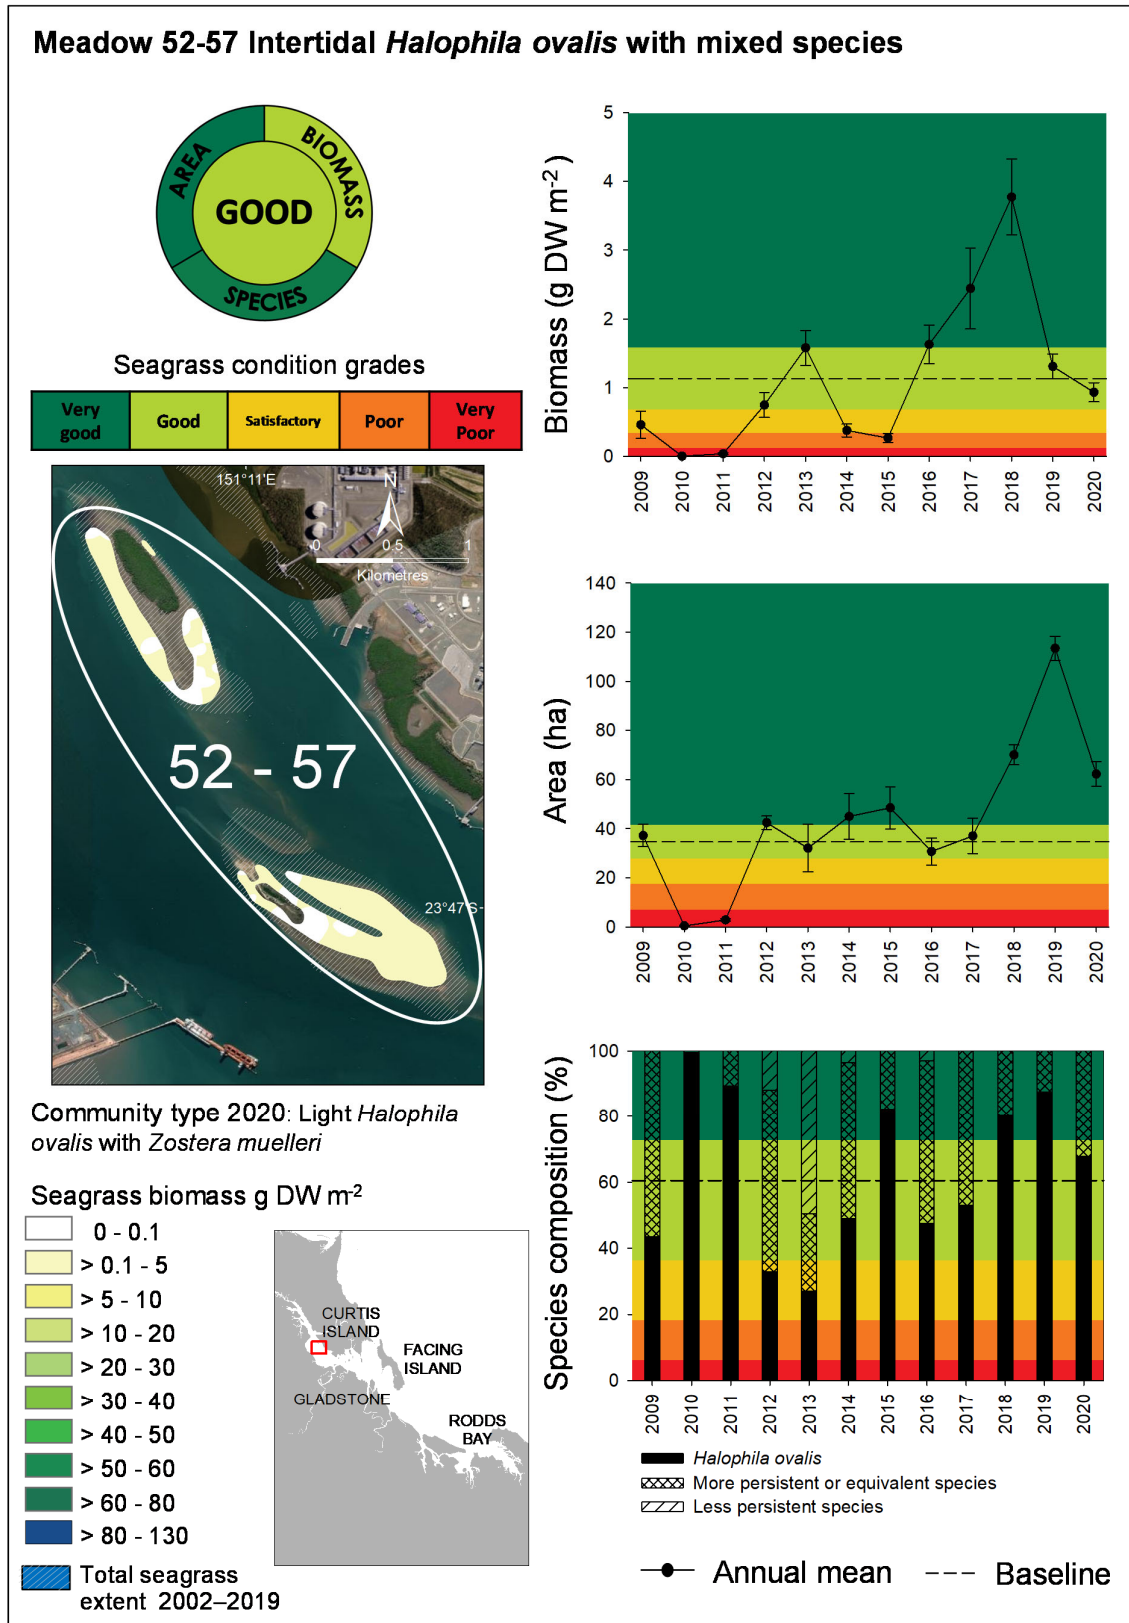 Meadow 52-57 Intertidal Halophila ovalis with mixed species
AREA
BIOMASS
SPECIES
GOOD
Seagrass condition grades
Very good
Good
Satisfactory
Poor
Very Poor
151°11'E
N
0 0.5 1
Kilometres
52 - 57
23°47'S
Community type 2020: Light Halophila
ovalis with Zostera muelleri
Seagrass biomass g DW m-2
0 - 0.1
> 0.1 - 5
> 5 - 10
> 10 - 20
> 20 - 30
> 30 - 40
> 40 - 50
> 50 - 60
> 60 - 80
> 80 - 130
Total seagrass
extent 2002–2019
CURTIS
ISLAND
FACING
ISLAND
GLADSTONE
RODDS
BAY
Biomass (g DW m-2)
5
4
3
2
1
0
2009 2010 2011 2012 2013 2014 2015 2016 2017 2018 2019 2020
Area (ha)
140
120
100
80
60
40
20
0
2009 2010 2011 2012 2013 2014 2015 2016 2017 2018 2019 2020
Species composition (%)
100
80
60
40
20
0
2009 2010 2011 2012 2013 2014 2015 2016 2017 2018 2019 2020
Halophila ovalis
More persistent or equivalent species
Less persistent species
Annual mean
Baseline